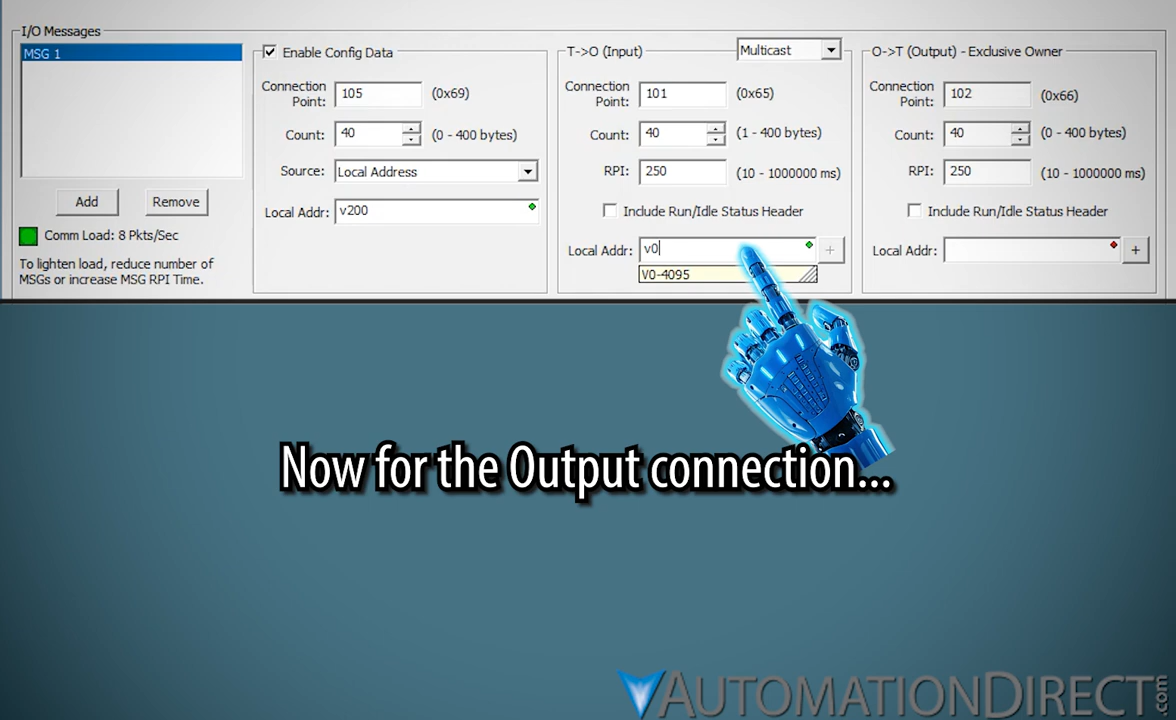 I/O Messages
MSG 1
Add
Remove
Comm Load: 8 Pkts/Sec
To lighten load, reduce number of
MSGs or increase MSG RPI Time.
Enable Config Data
Connection
Point:
105
(0x69)
Count:
40
(0 - 400 bytes)
Source:
Local Address
Local Addr:
v200
T->O (Input)
Multicast
Connection
Point:
101
(0x65)
Count:
40
(1 - 400 bytes)
RPI:
250
(10 - 1000000 ms)
Include Run/Idle Status Header
Local Addr:
v0
+
V0-4095
O->T (Output) - Exclusive Owner
Connection
Point:
102
(0x66)
Count:
40
(0 - 400 bytes)
RPI:
250
(10 - 1000000 ms)
Include Run/Idle Status Header
Local Addr:
+
Now for the Output connection...
AUTOMATIONDIRECT.com